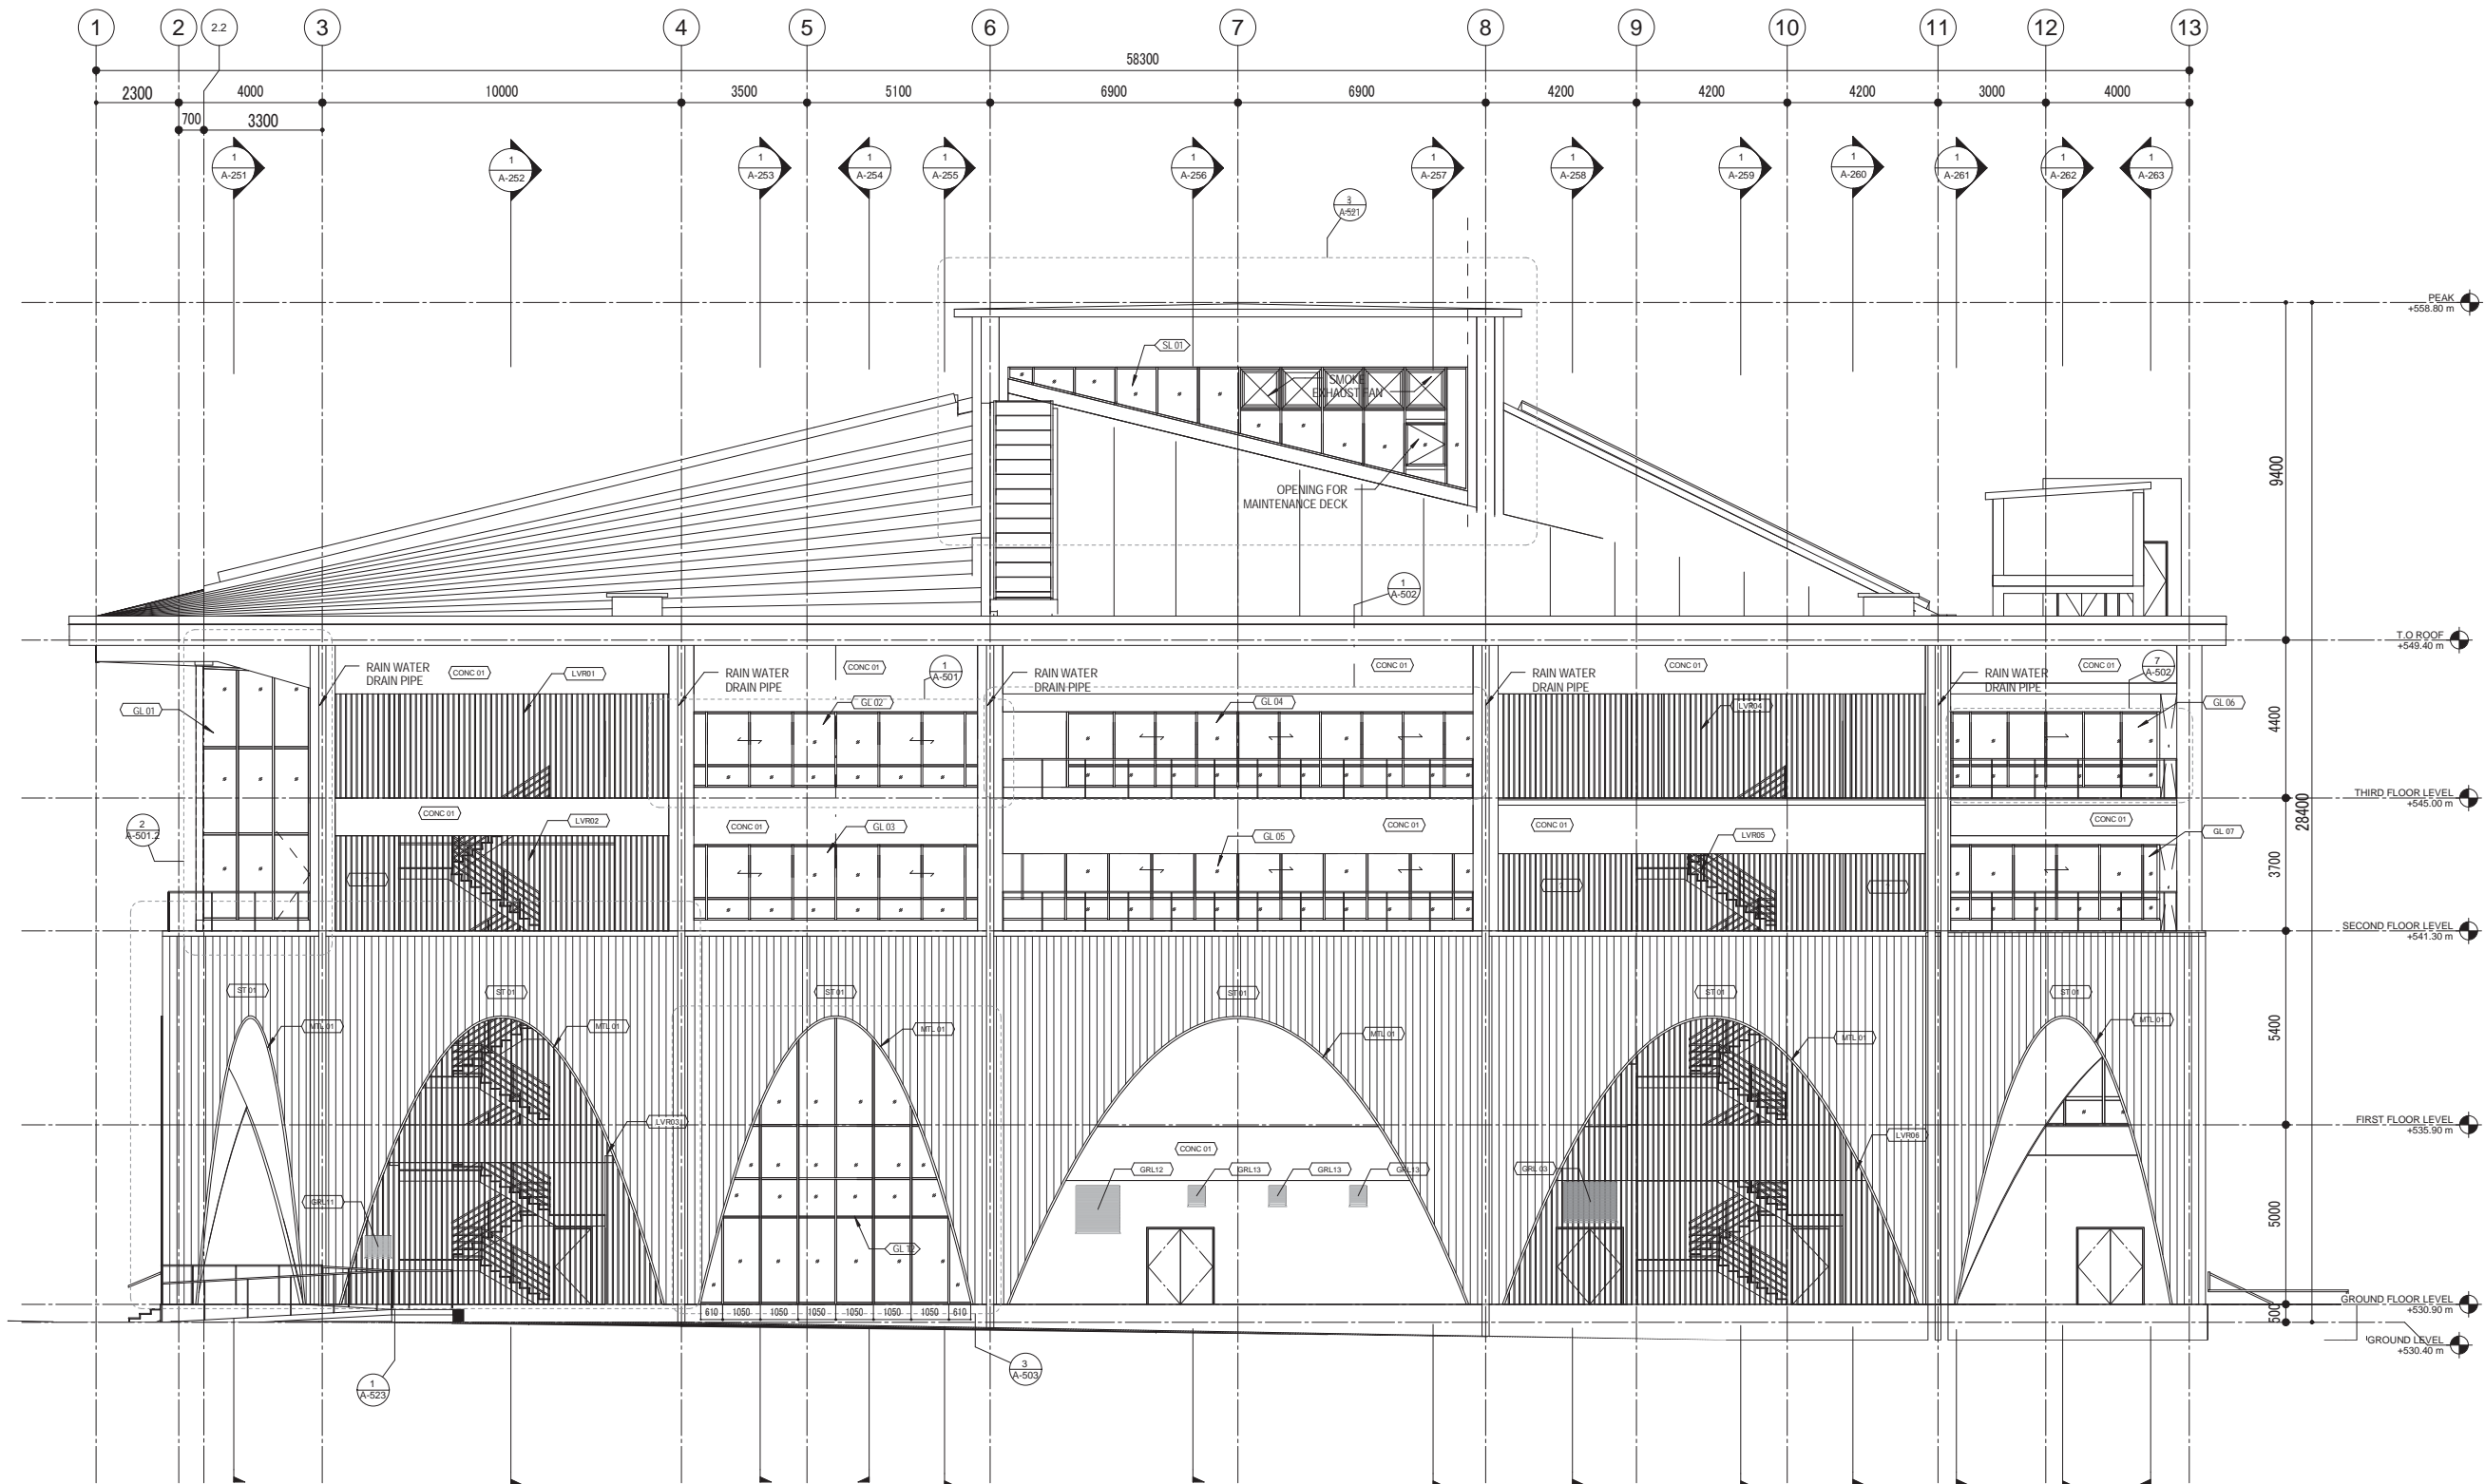 1 2 2.2 3 4 5 6 7 8 9 10 11 12 13
58300
2300 4000 10000 3500 5100 6900 6900 4200 4200 4200 3000 4000
700 3300
1 A-251
1 A-252
1 A-253
1 A-254
1 A-255
1 A-256
1 A-257
1 A-258
1 A-259
1 A-260
1 A-261
1 A-262
1 A-263
3 A-521
PEAK
+558.80 m
SL 01
SMOKE
EXHAUST FAN
OPENING FOR
MAINTENANCE DECK
9400
1 A-502
T.O ROOF
+549.40 m
RAIN WATER
DRAIN PIPE
CONC 01
LVR01
RAIN WATER
DRAIN PIPE
CONC 01
1 A-501
RAIN WATER
DRAIN PIPE
CONC 01
RAIN WATER
DRAIN PIPE
CONC 01
RAIN WATER
DRAIN PIPE
CONC 01
7 A-502
GL 01
GL 02
GL 04
LVR04
GL 06
4400
THIRD FLOOR LEVEL
+545.00 m
28400
2 A-501.2
CONC 01
LVR02
CONC 01
GL 03
GL 05
CONC 01
CONC 01
LVR05
CONC 01
GL 07
3700
SECOND FLOOR LEVEL
+541.30 m
ST 01
ST 01
ST 01
ST 01
ST 01
ST 01
MTL 01
MTL 01
MTL 01
MTL 01
MTL 01
MTL 01
5400
FIRST FLOOR LEVEL
+535.90 m
LVR03
CONC 01
LVR06
GRL12
GRL13
GRL13
GRL13
GRL 03
GRL11
GL 12
5000
610 1050 1050 1050 1050 1050 1050 610
GROUND FLOOR LEVEL
+530.90 m
500
GROUND LEVEL
+530.40 m
1 A-523
3 A-503